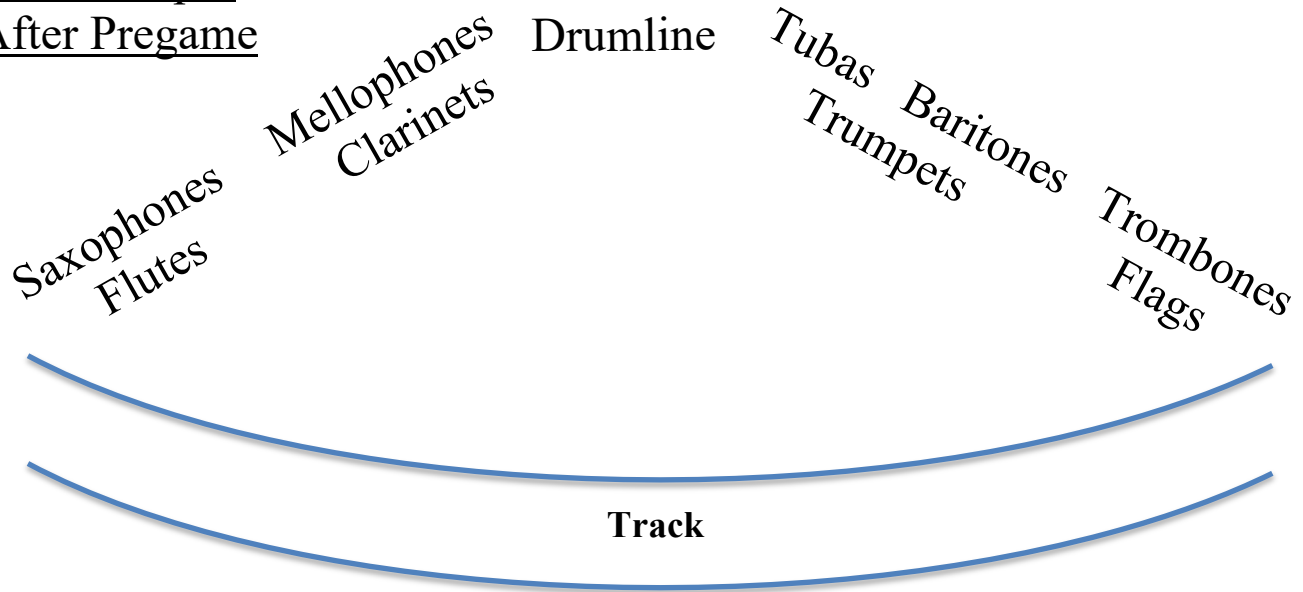 After Pregame
Drumline
Mellophones
Clarinets
Tubas
Baritones
Trumpets
Saxophones
Flutes
Trombones
Flags
Track